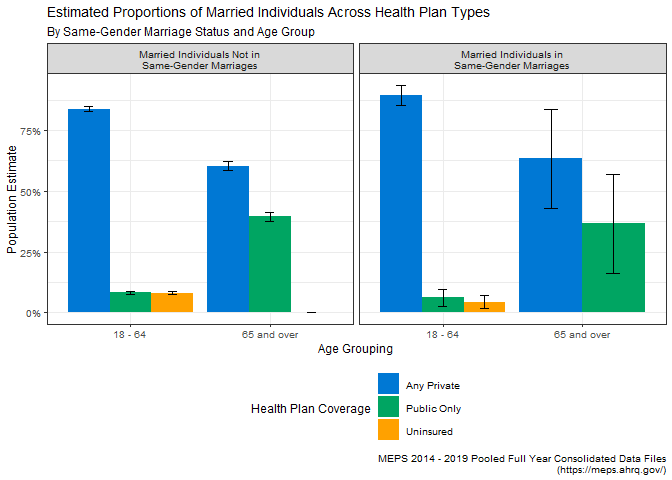 Estimated Proportions of Married Individuals Across Health Plan Types
By Same-Gender Marriage Status and Age Group
Married Individuals Not in
Same-Gender Marriages
Married Individuals in
Same-Gender Marriages
Population Estimate
75%
50%
25%
0%
18 - 64
65 and over
18 - 64
65 and over
Age Grouping
Health Plan Coverage
Any Private
Public Only
Uninsured
MEPS 2014 - 2019 Pooled Full Year Consolidated Data Files
(https://meps.ahrq.gov/)